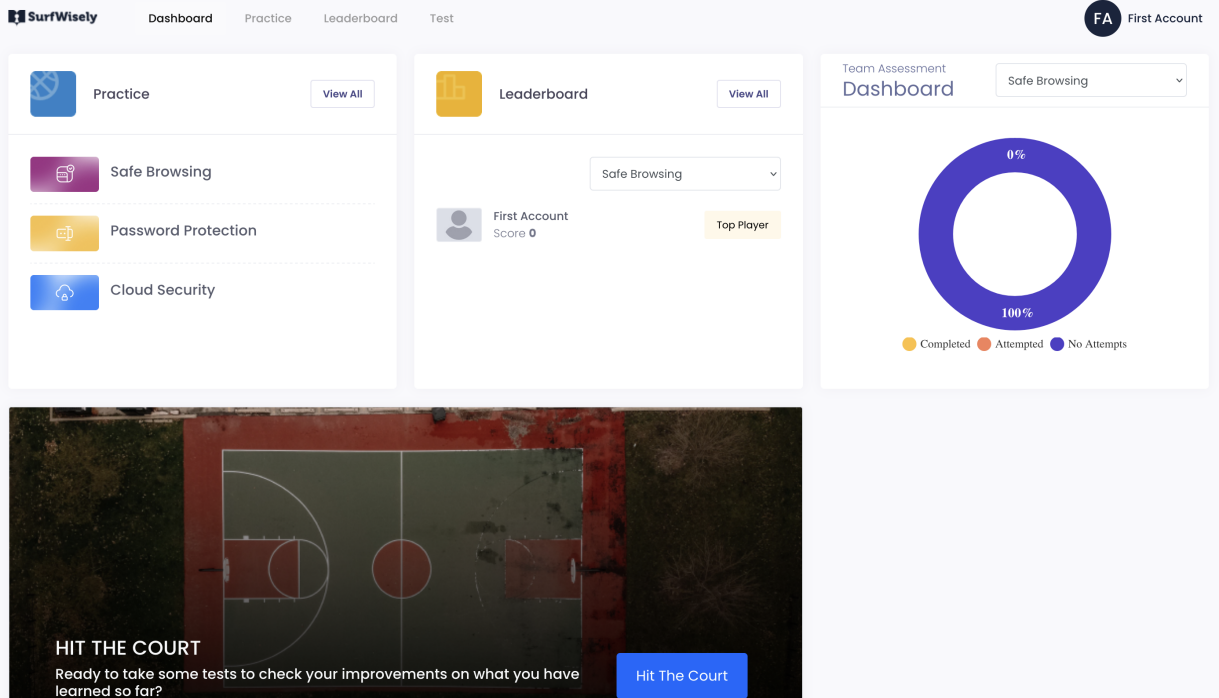 SurfWisely
Dashboard
Practice
Leaderboard
Test
FA
First Account
Practice
View All
Safe Browsing
Password Protection
Cloud Security
Leaderboard
View All
Safe Browsing
First Account
Score 0
Top Player
Team Assessment
Dashboard
Safe Browsing
0%
100%
Completed
Attempted
No Attempts
HIT THE COURT
Ready to take some tests to check your improvements on what you have
learned so far?
Hit The Court